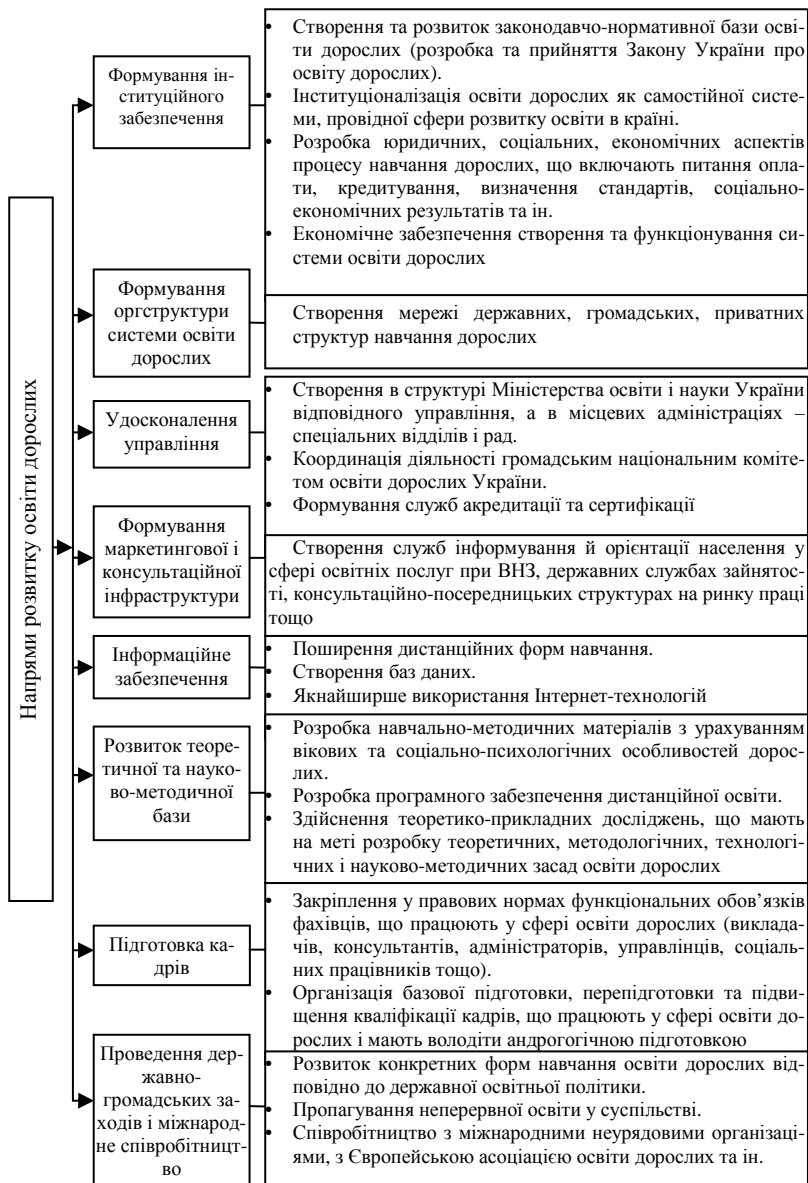 Напрями розвитку освіти дорослих
Формування ін-
ституційного
забезпечення
• Створення та розвиток законодавчо-нормативної бази осві-
ти дорослих (розробка та прийняття Закону України про
освіту дорослих).
• Інституціоналізація освіти дорослих як самостійної систе-
ми, провідної сфери розвитку освіти в країні.
• Розробка юридичних, соціальних, економічних аспектів
процесу навчання дорослих, що включають питання опла-
ти, кредитування, визначення стандартів, соціально-
економічних результатів та ін.
• Економічне забезпечення створення та функціонування си-
стеми освіти дорослих
Формування
оргструктури
системи освіти
дорослих
Створення мережі державних, громадських, приватних
структур навчання дорослих
Удосконалення
управління
• Створення в структурі Міністерства освіти і науки України
відповідного управління, а в місцевих адміністраціях –
спеціальних відділів і рад.
• Координація діяльності громадським національним коміте-
том освіти дорослих України.
• Формування служб акредитації та сертифікації
Формування
маркетингової і
консультаційної
інфраструктури
Створення служб інформування й орієнтації населення у
сфері освітніх послуг при ВНЗ, державних службах зайнятос-
ті, консультаційно-посередницьких структурах на ринку праці
тощо
Інформаційне
забезпечення
• Поширення дистанційних форм навчання.
• Створення баз даних.
• Якнайширше використання Інтернет-технологій
Розвиток теоре-
тичної та науко-
во-методичної
бази
• Розробка навчально-методичних матеріалів з урахуванням
вікових та соціально-психологічних особливостей дорос-
лих.
• Розробка програмного забезпечення дистанційної освіти.
• Здійснення теоретико-прикладних досліджень, що мають
на меті розробку теоретичних, методологічних, технологі-
чних і науково-методичних засад освіти дорослих
Підготовка ка-
дрів
• Закріплення у правових нормах функціональних обов’язків
фахівців, що працюють у сфері освіти дорослих (виклада-
чів, консультантів, адміністраторів, управлінців, соціаль-
них працівників тощо).
• Організація базової підготовки, перепідготовки та підви-
щення кваліфікації кадрів, що працюють у сфері освіти до-
рослих і мають володіти андрогогічною підготовкою
Проведення дер-
жавно-
громадських за-
ходів і міжнарод-
не співробітницт-
во
• Розвиток конкретних форм навчання освіти дорослих від-
повідно до державної освітньої політики.
• Пропагування неперервної освіти у суспільстві.
• Співробітництво з міжнародними неурядовими організаці-
ями, з Європейською асоціацією освіти дорослих та ін.